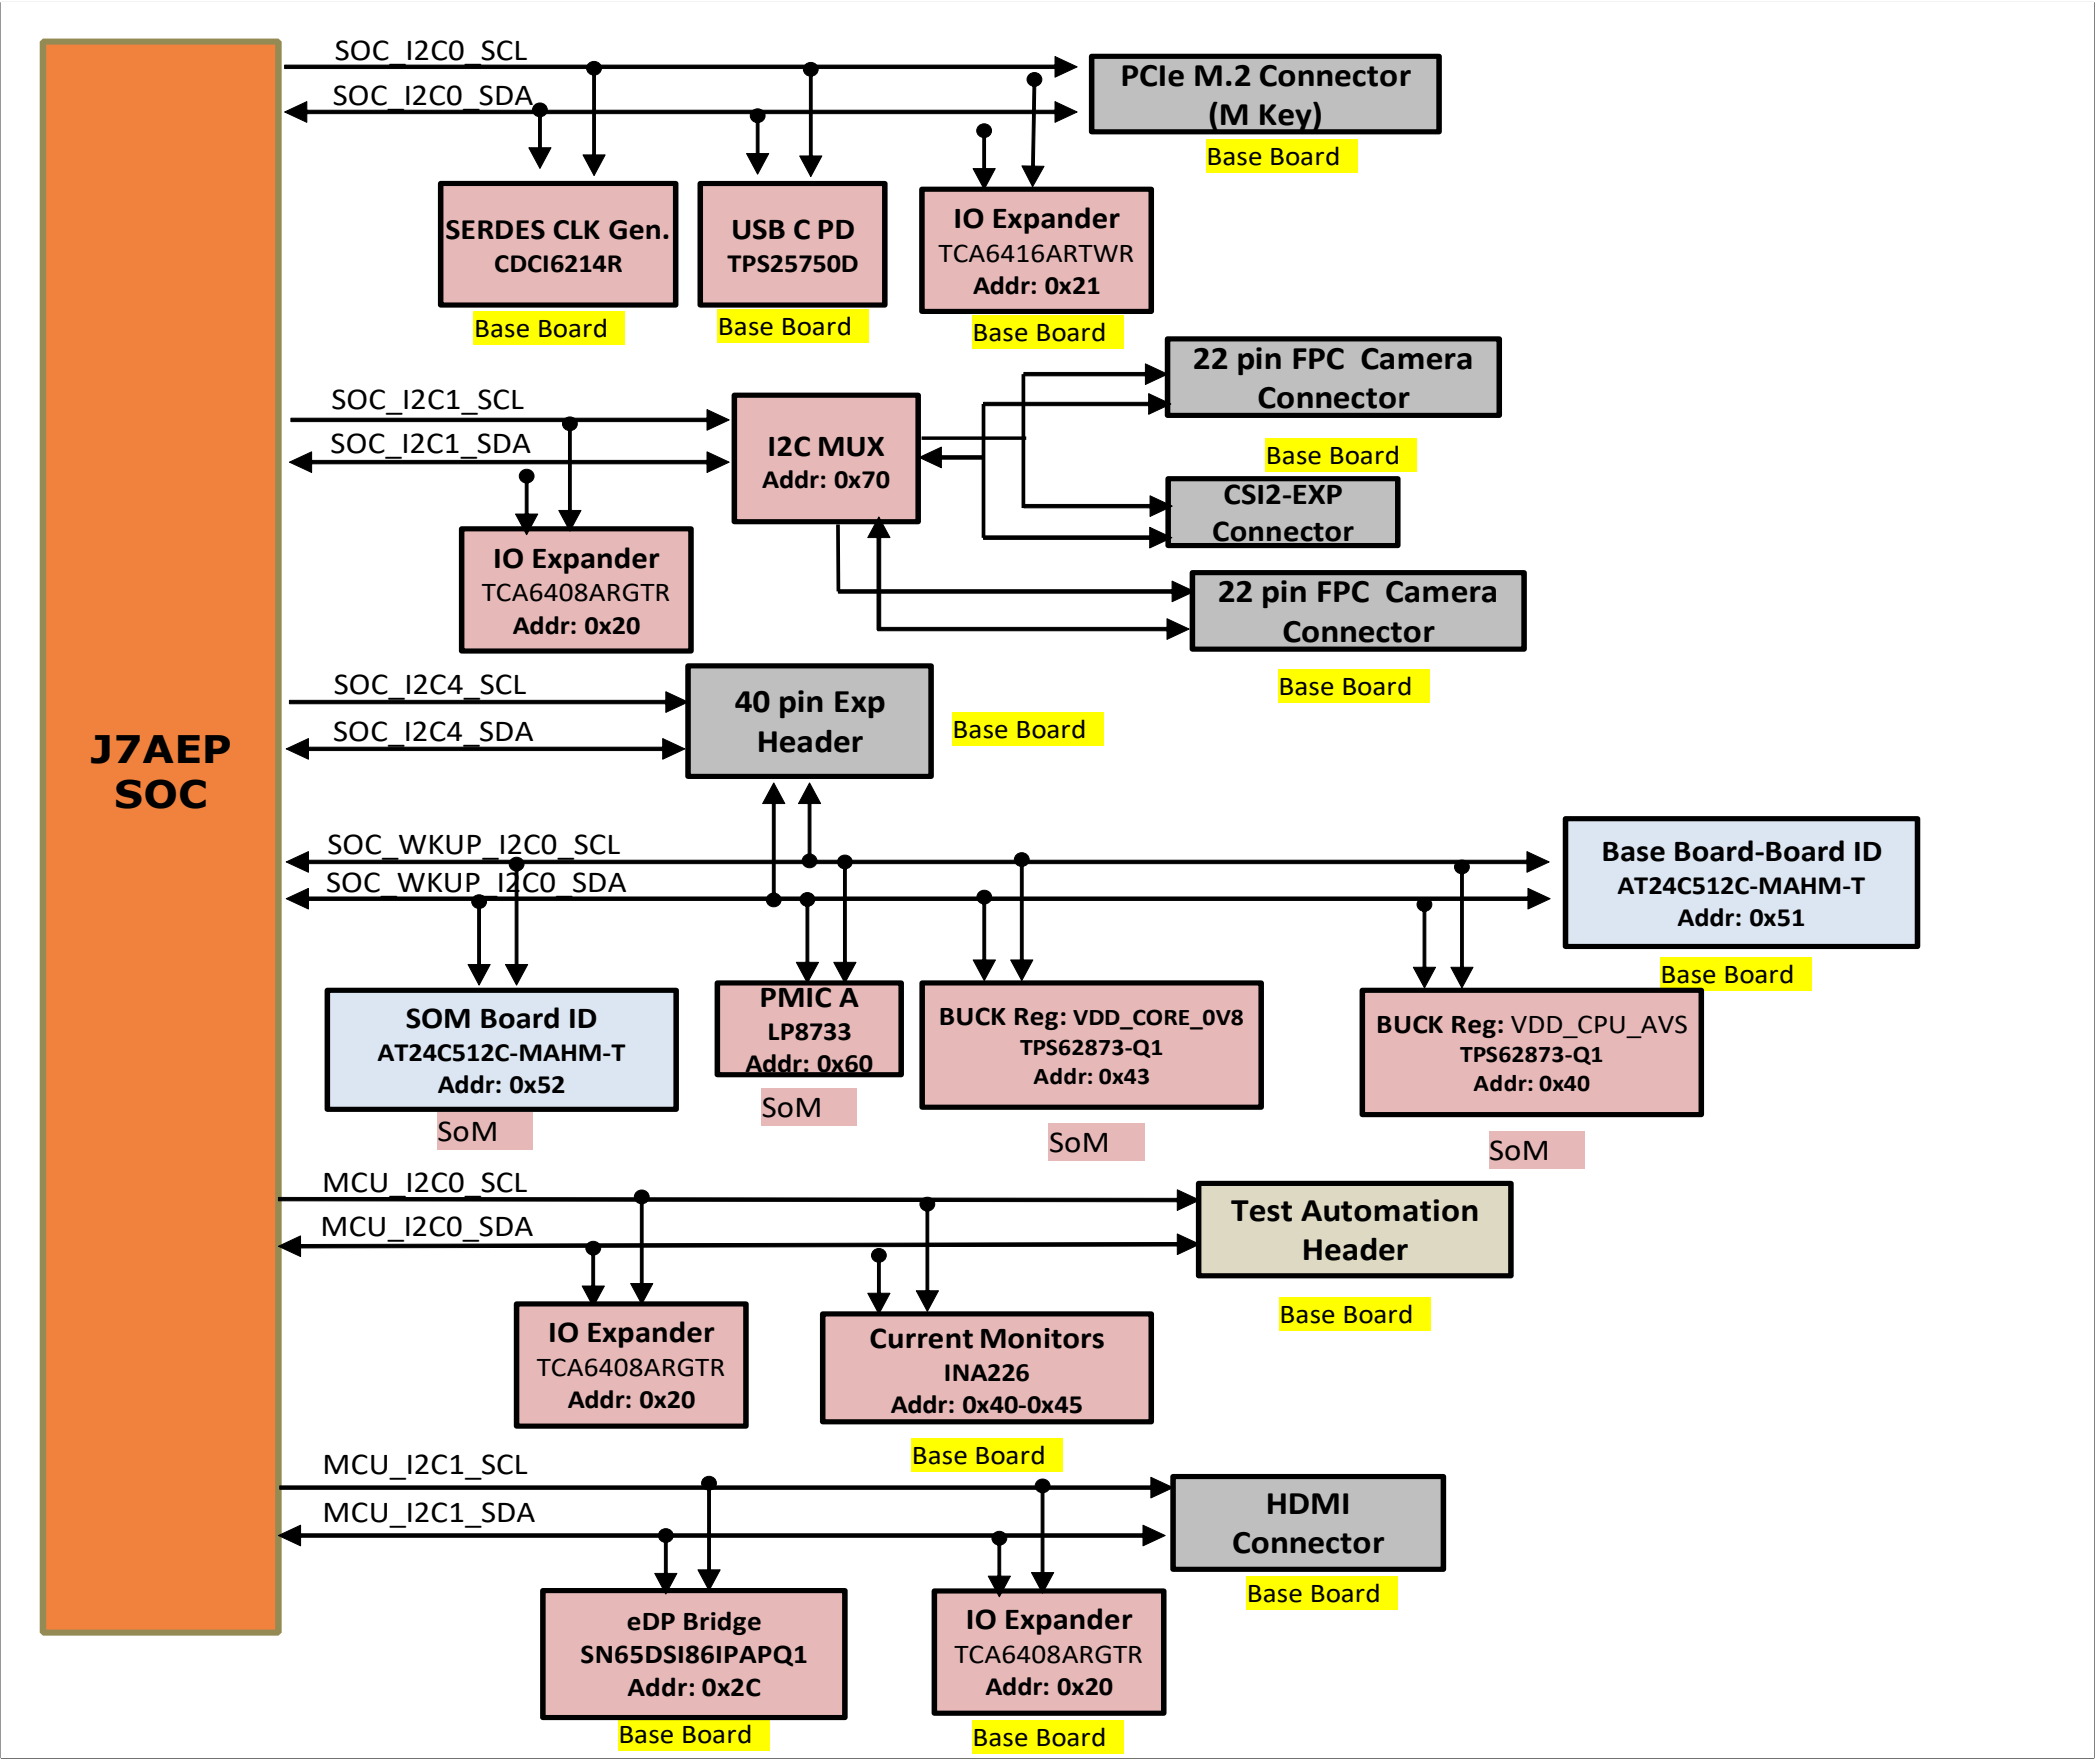 J7AEP
SOC
SOC_I2C0_SCL
SOC_I2C0_SDA
PCIe M.2 Connector
(M Key)
Base Board
SERDES CLK Gen.
CDCI6214R
Base Board
USB C PD
TPS25750D
Base Board
IO Expander
TCA6416ARTWR
Addr: 0x21
Base Board
SOC_I2C1_SCL
SOC_I2C1_SDA
I2C MUX
Addr: 0x70
IO Expander
TCA6408ARGTR
Addr: 0x20
22 pin FPC Camera
Connector
Base Board
CSI2-EXP
Connector
22 pin FPC Camera
Connector
Base Board
SOC_I2C4_SCL
SOC_I2C4_SDA
40 pin Exp
Header
Base Board
SOC_WKUP_I2C0_SCL
SOC_WKUP_I2C0_SDA
Base Board-Board ID
AT24C512C-MAHM-T
Addr: 0x51
Base Board
SOM Board ID
AT24C512C-MAHM-T
Addr: 0x52
SoM
PMIC A
LP8733
Addr: 0x60
SoM
BUCK Reg: VDD_CORE_0V8
TPS62873-Q1
Addr: 0x43
SoM
BUCK Reg: VDD_CPU_AVS
TPS62873-Q1
Addr: 0x40
SoM
MCU_I2C0_SCL
MCU_I2C0_SDA
Test Automation
Header
Base Board
IO Expander
TCA6408ARGTR
Addr: 0x20
Current Monitors
INA226
Addr: 0x40-0x45
Base Board
MCU_I2C1_SCL
MCU_I2C1_SDA
HDMI
Connector
Base Board
eDP Bridge
SN65DSI86IPAPQ1
Addr: 0x2C
Base Board
IO Expander
TCA6408ARGTR
Addr: 0x20
Base Board